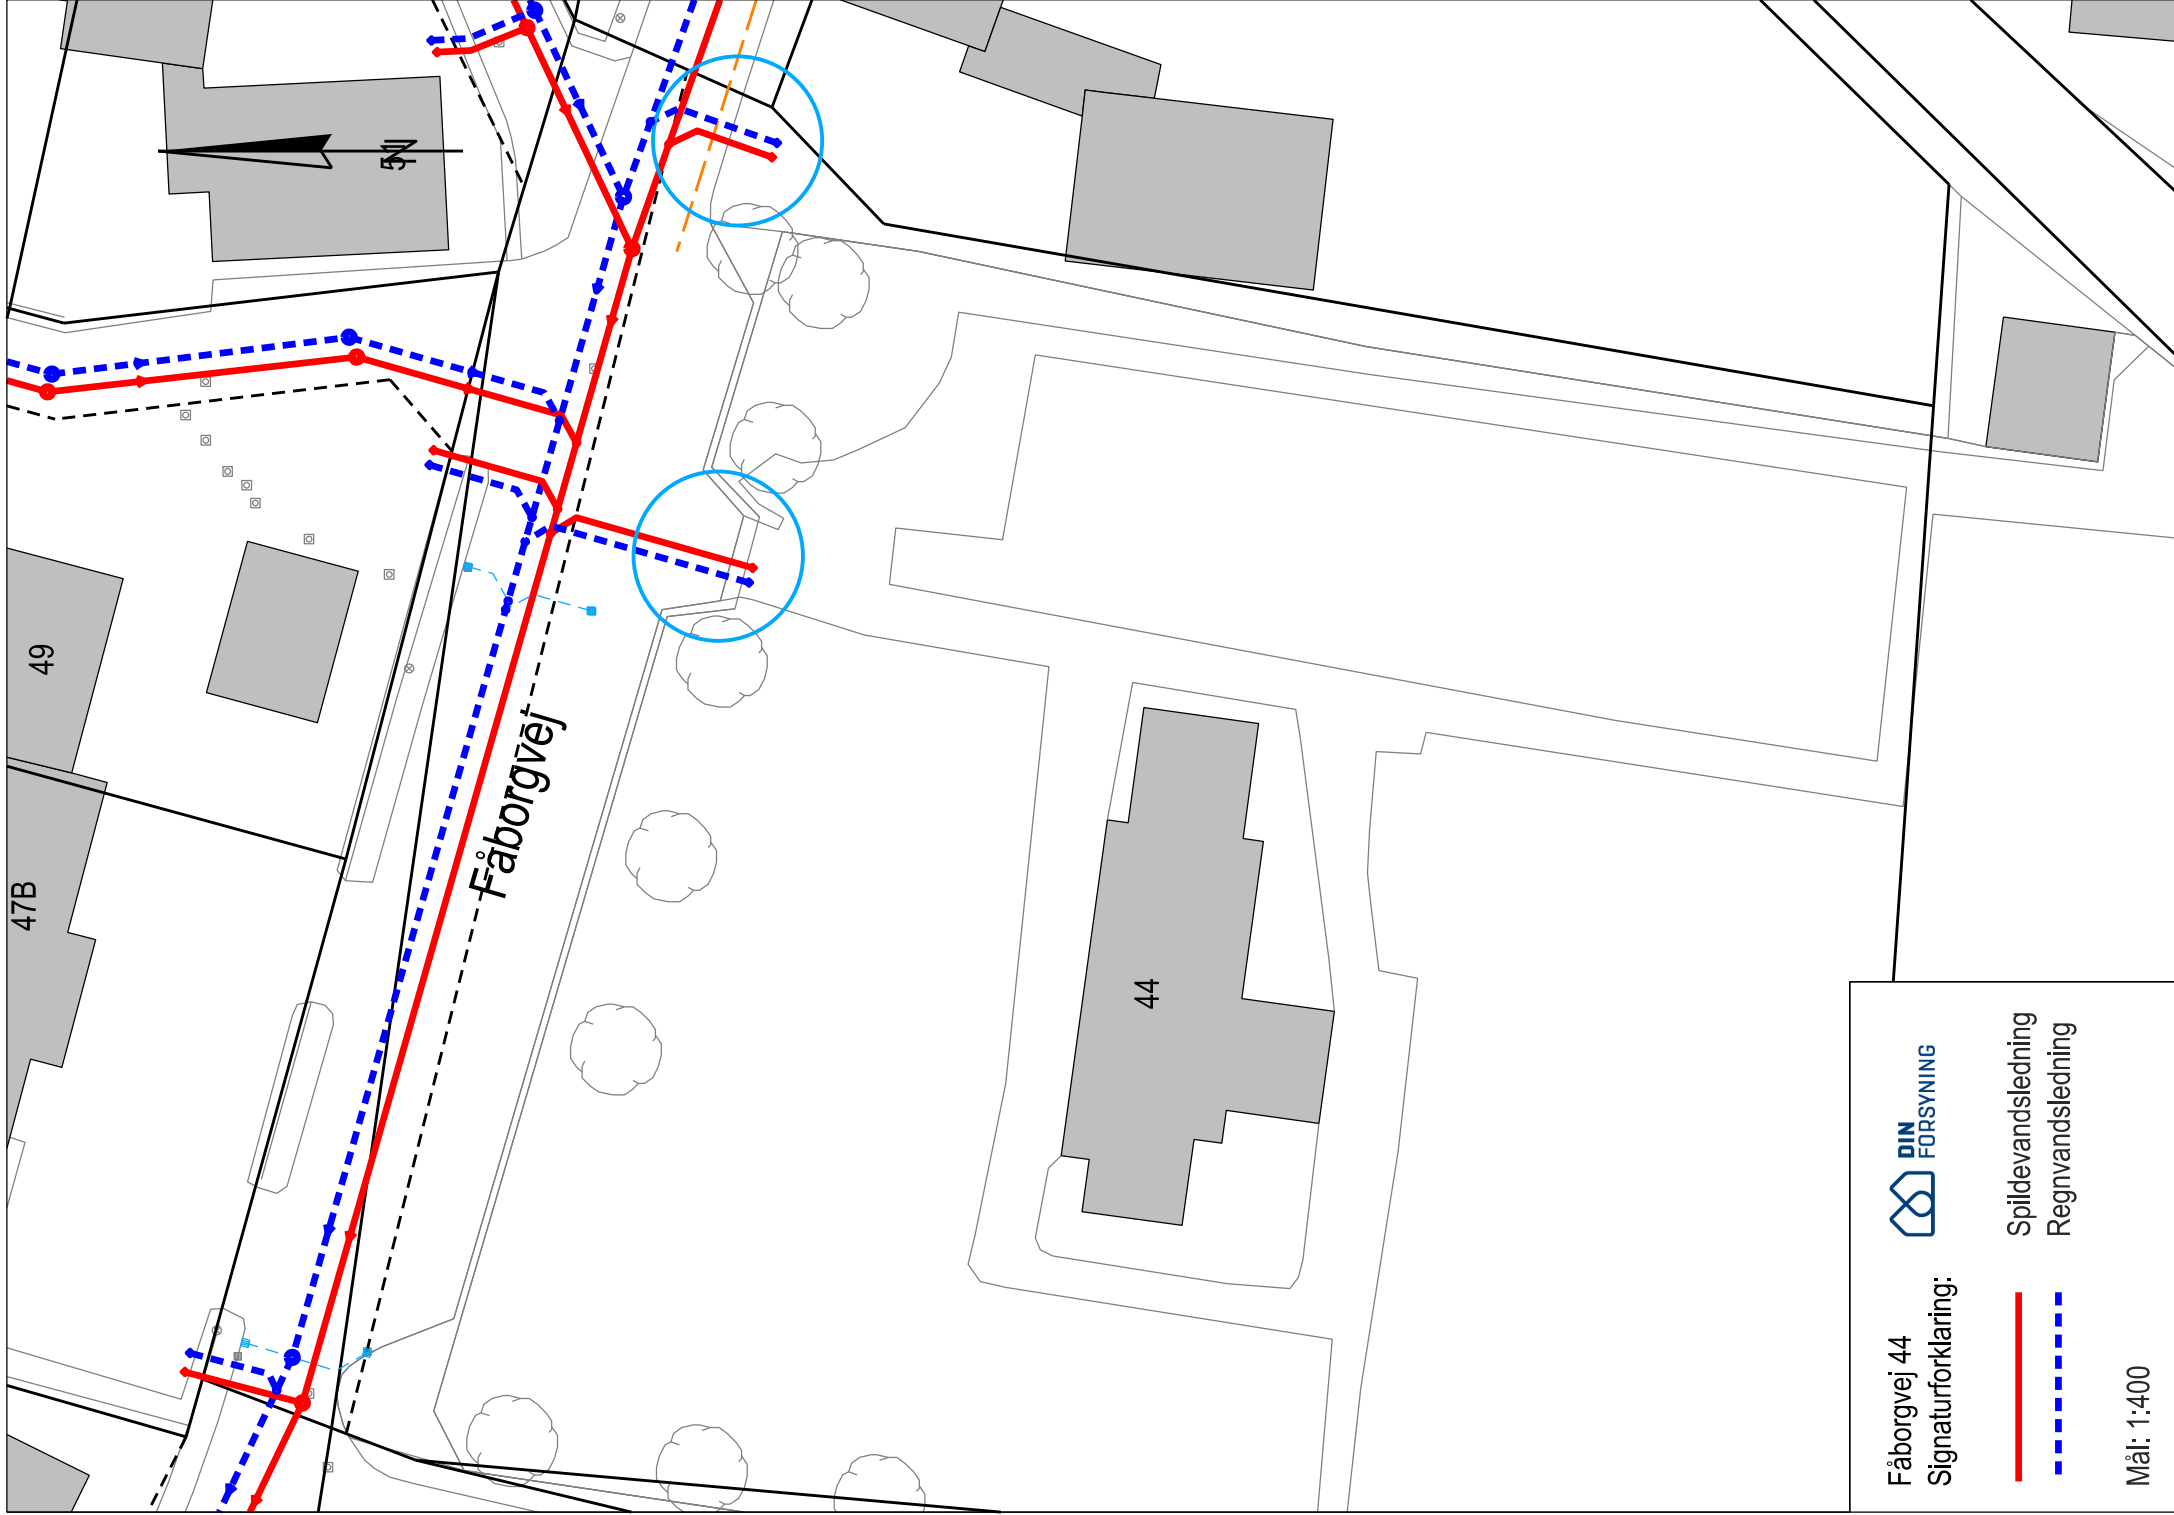 49
47B
Fåborgvej
44
N
DIN
FORSYNING
Fåborgvej 44
Signaturforklaring:
Spildevandsledning
Regnvandsledning
Mål: 1:400